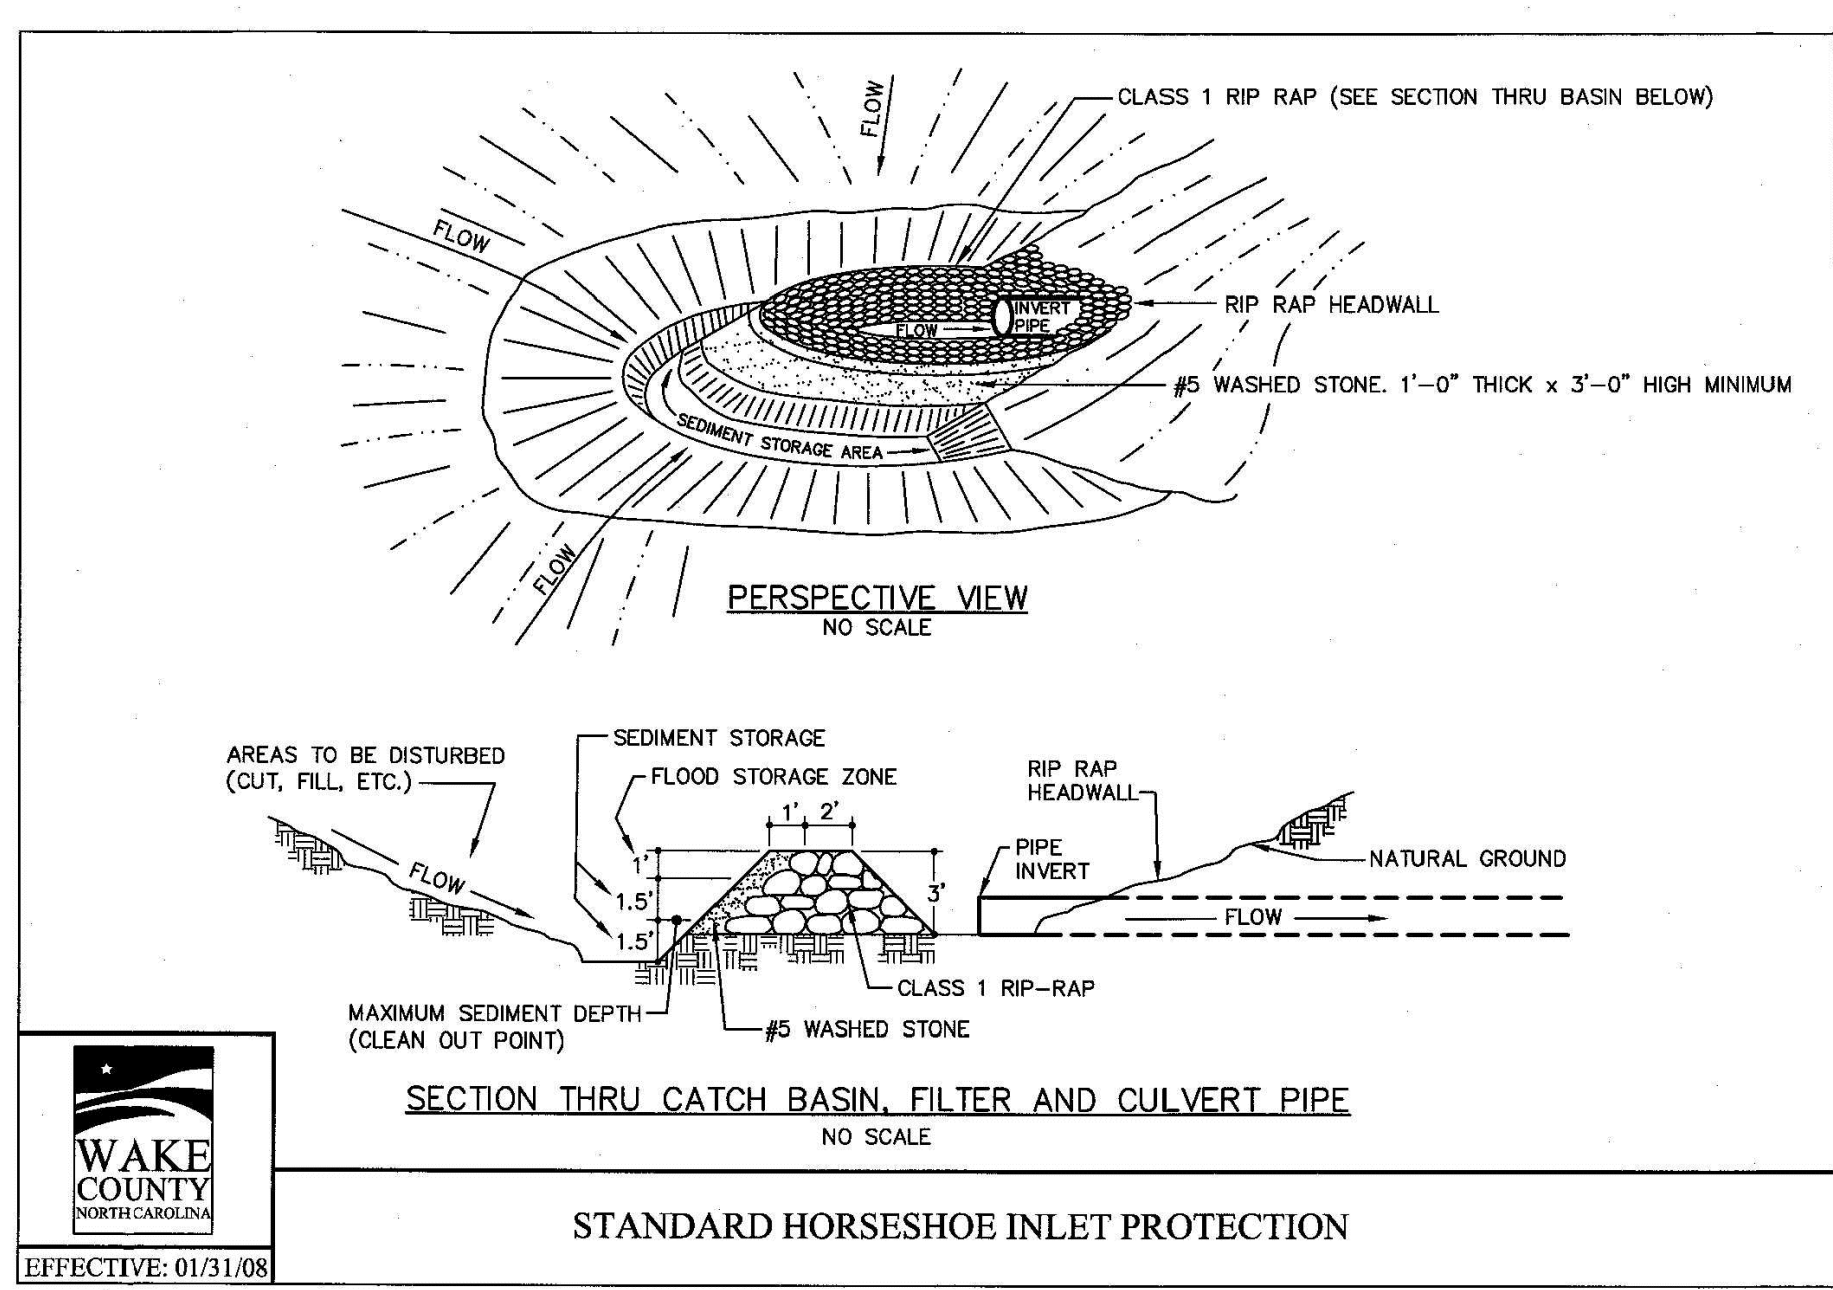 FLOW
CLASS 1 RIP RAP (SEE SECTION THRU BASIN BELOW)
FLOW
RIP RAP HEADWALL
INVERT
PIPE
FLOW
#5 WASHED STONE. 1'-0" THICK x 3'-0" HIGH MINIMUM
SEDIMENT STORAGE AREA
FLOW
PERSPECTIVE VIEW
NO SCALE
SEDIMENT STORAGE
AREAS TO BE DISTURBED
(CUT, FILL, ETC.)
FLOOD STORAGE ZONE
RIP RAP
HEADWALL
1' 2'
PIPE
INVERT
NATURAL GROUND
FLOW
1'
1.5'
1.5'
3'
FLOW
CLASS 1 RIP-RAP
MAXIMUM SEDIMENT DEPTH
(CLEAN OUT POINT)
#5 WASHED STONE
SECTION THRU CATCH BASIN, FILTER AND CULVERT PIPE
NO SCALE
WAKE
COUNTY
NORTH CAROLINA
STANDARD HORSESHOE INLET PROTECTION
EFFECTIVE: 01/31/08